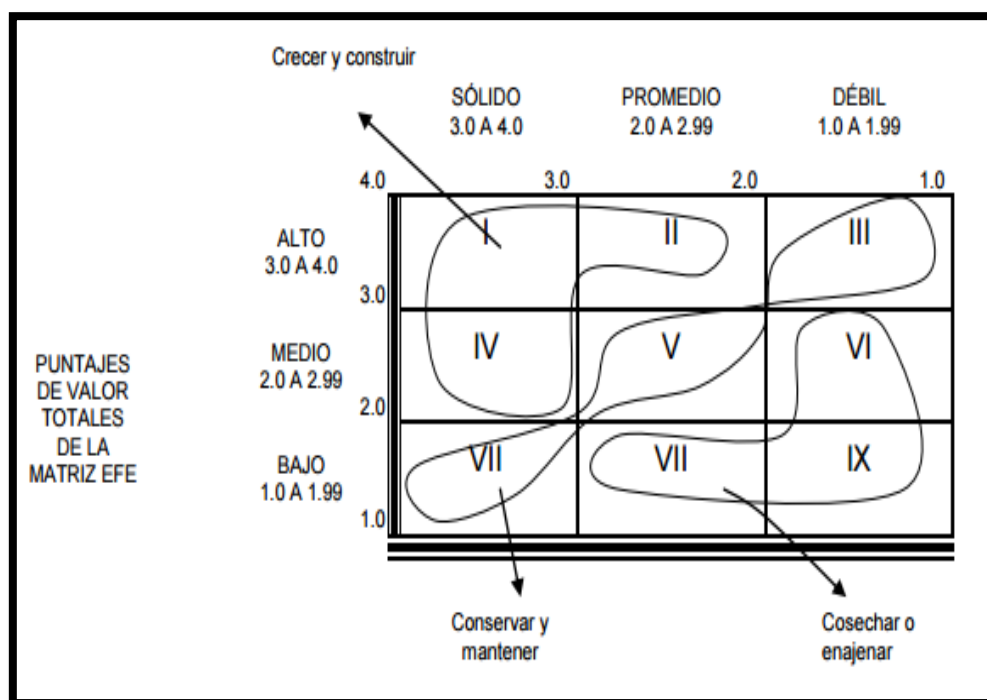 Crecer y construir
SÓLIDO
3.0 A 4.0
PROMEDIO
2.0 A 2.99
DÉBIL
1.0 A 1.99
4.0
3.0
2.0
1.0
ALTO
3.0 A 4.0
I
II
III
3.0
PUNTAJES
DE VALOR
TOTALES
DE LA
MATRIZ EFE
MEDIO
2.0 A 2.99
IV
V
VI
2.0
BAJO
1.0 A 1.99
VII
VII
IX
1.0
Conservar y
mantener
Cosechar o
enajenar